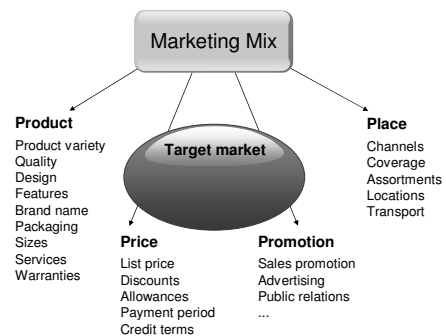 Marketing Mix
Product
Product variety
Quality
Design
Features
Brand name
Packaging
Sizes
Services
Warranties
Target market
Price
List price
Discounts
Allowances
Payment period
Credit terms
Promotion
Sales promotion
Advertising
Public relations
...
Place
Channels
Coverage
Assortments
Locations
Transport